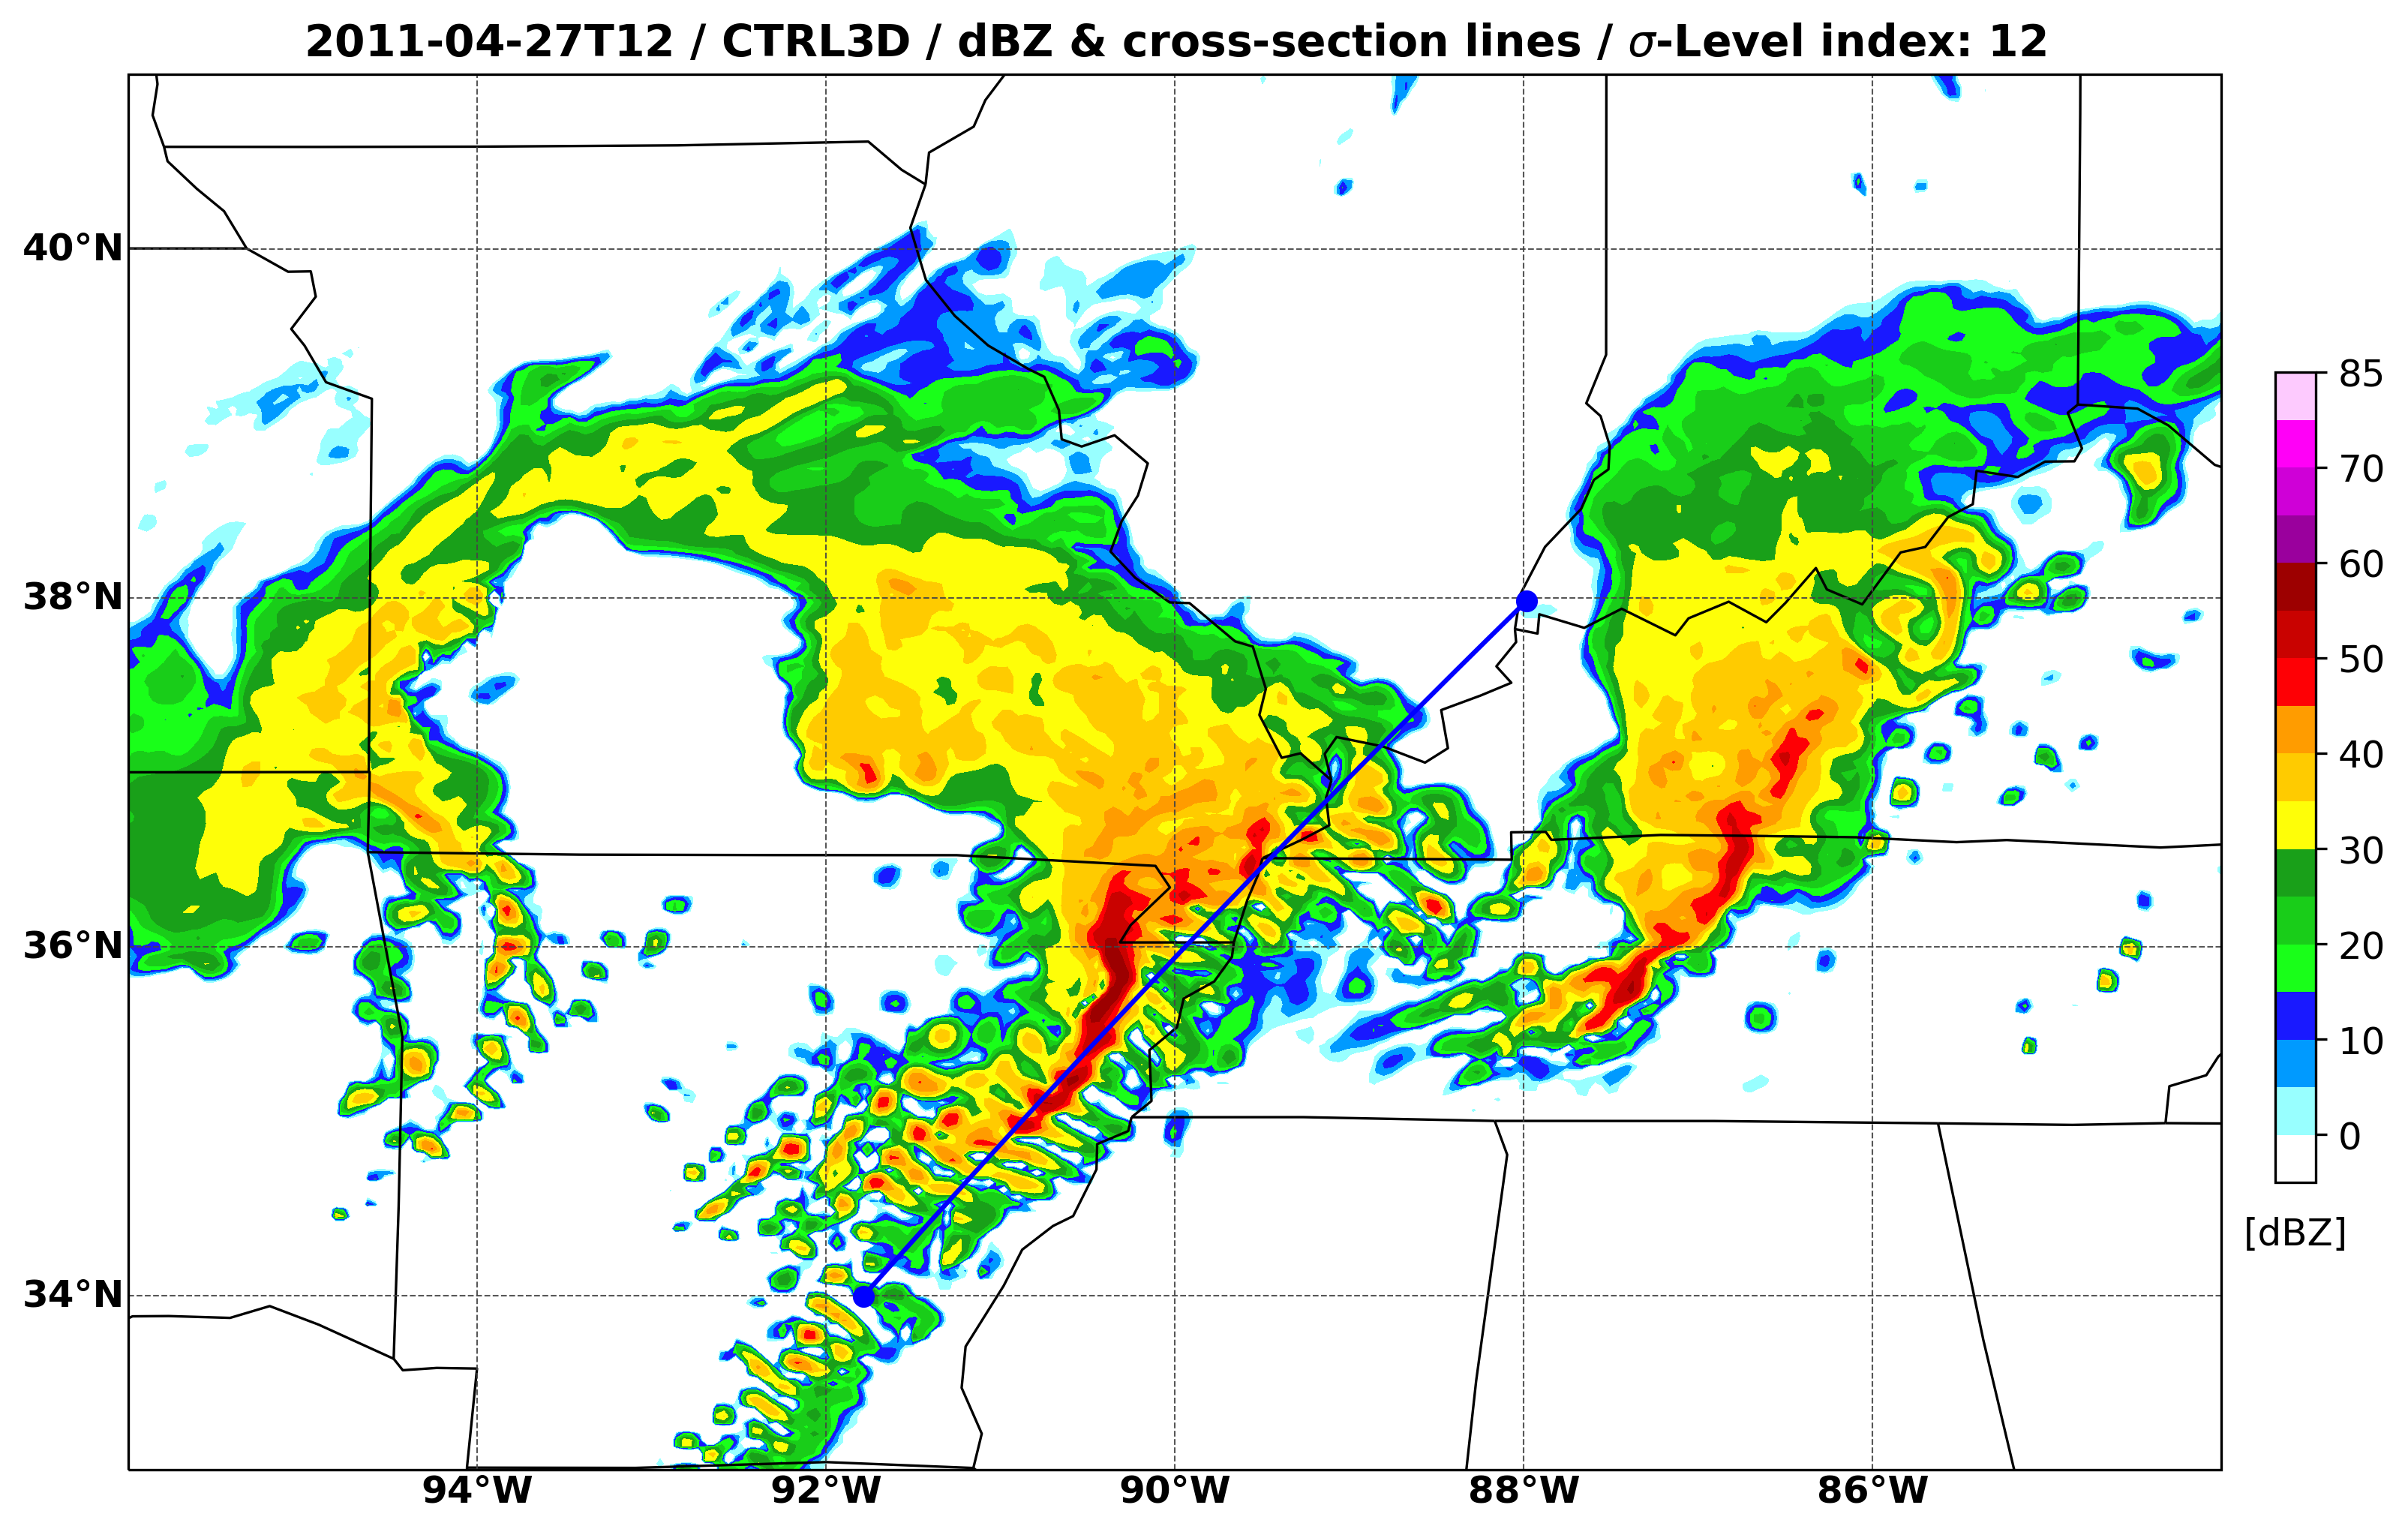 2011-04-27T12 / CTRL3D / dBZ & cross-section lines / σ-Level index: 12
40°N
38°N
36°N
34°N
94°W
92°W
90°W
88°W
86°W
85
70
60
50
40
30
20
10
0
[dBZ]